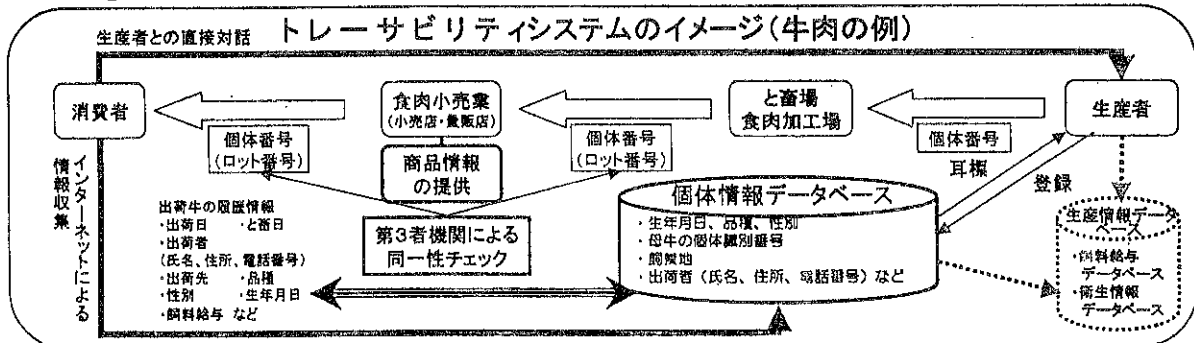 トレーサビリティシステムのイメージ(牛肉の例)
生産者との直接対話
消費者
食肉小売業
(小売店・量販店)
と畜場
食肉加工場
生産者
個体番号
(ロット番号)
商品情報
の提供
個体番号
(ロット番号)
個体番号
耳標
登録
インターネットによる
情報収集
出荷牛の履歴情報
・出荷日 ・と畜日
・出荷者
(氏名、住所、電話番号)
・出荷先 ・品種
・性別 ・生年月日
・飼料給与 など
第3者機関による
同一性チェック
個体情報データベース
・生年月日、品種、性別
・母牛の個体識別番号
・飼養地
・出荷者(氏名、住所、電話番号)など
生産情報データ
ベース
・飼料給与
データベース
・衛生情報
データベース